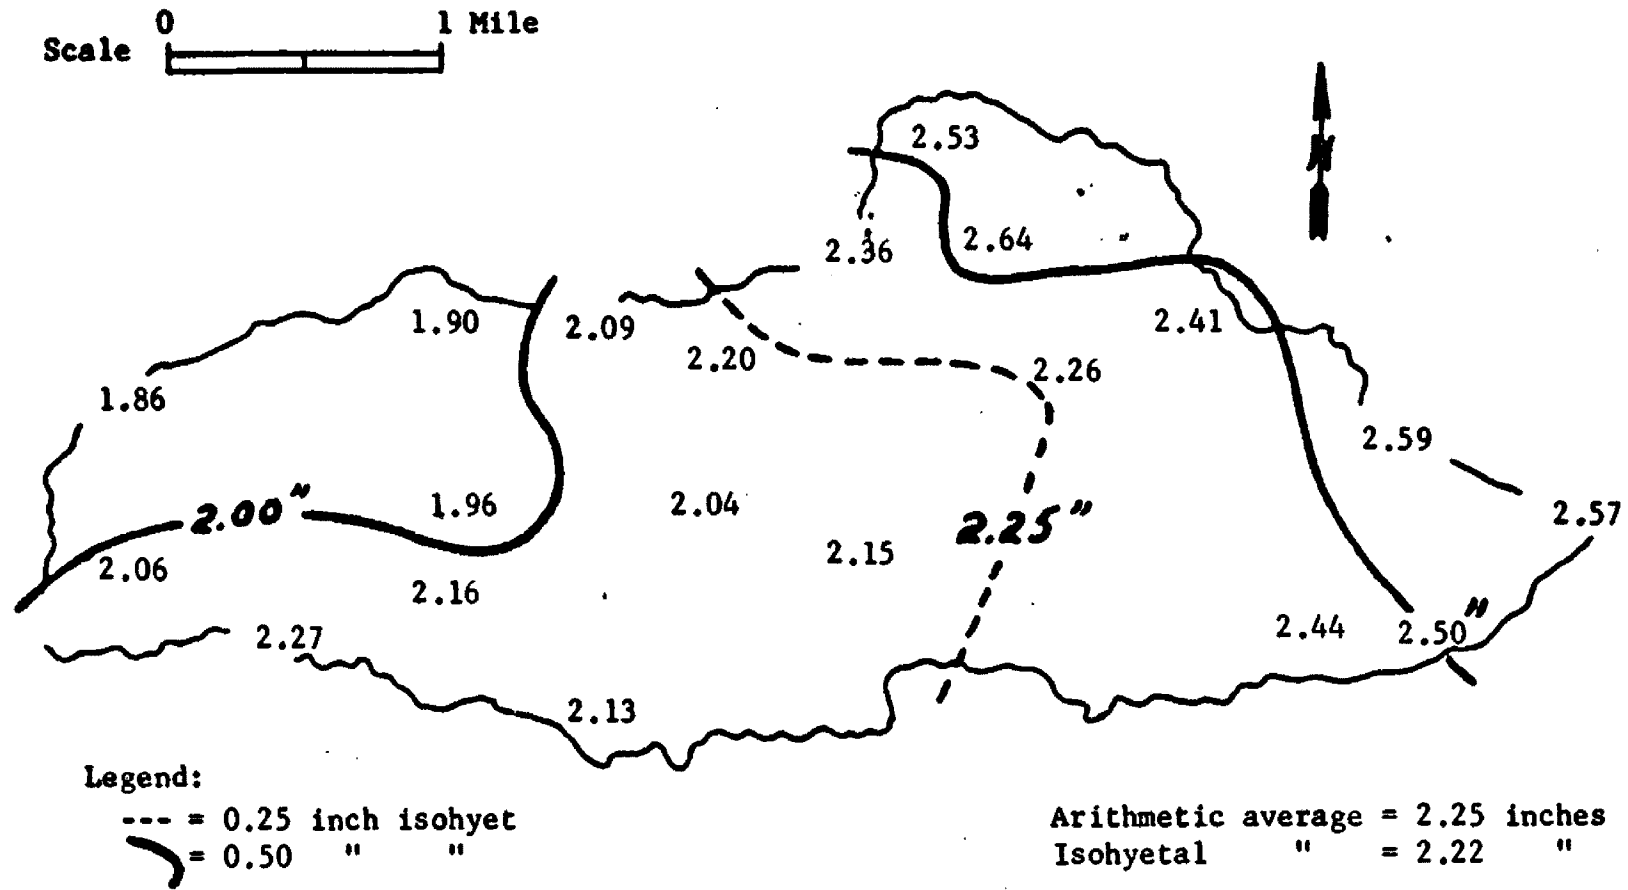 0 1 Mile
Scale
N
2.53
2.36 2.64
1.90 2.09 2.41
2.20 2.26
1.86
2.59
2.00" 1.96 2.04 2.25" 2.57
2.06 2.15
2.16
2.27 2.44 2.50"
2.13
Legend:
--- = 0.25 inch isohyet
= 0.50 " "
Arithmetic average = 2.25 inches
Isohyetal " = 2.22 "